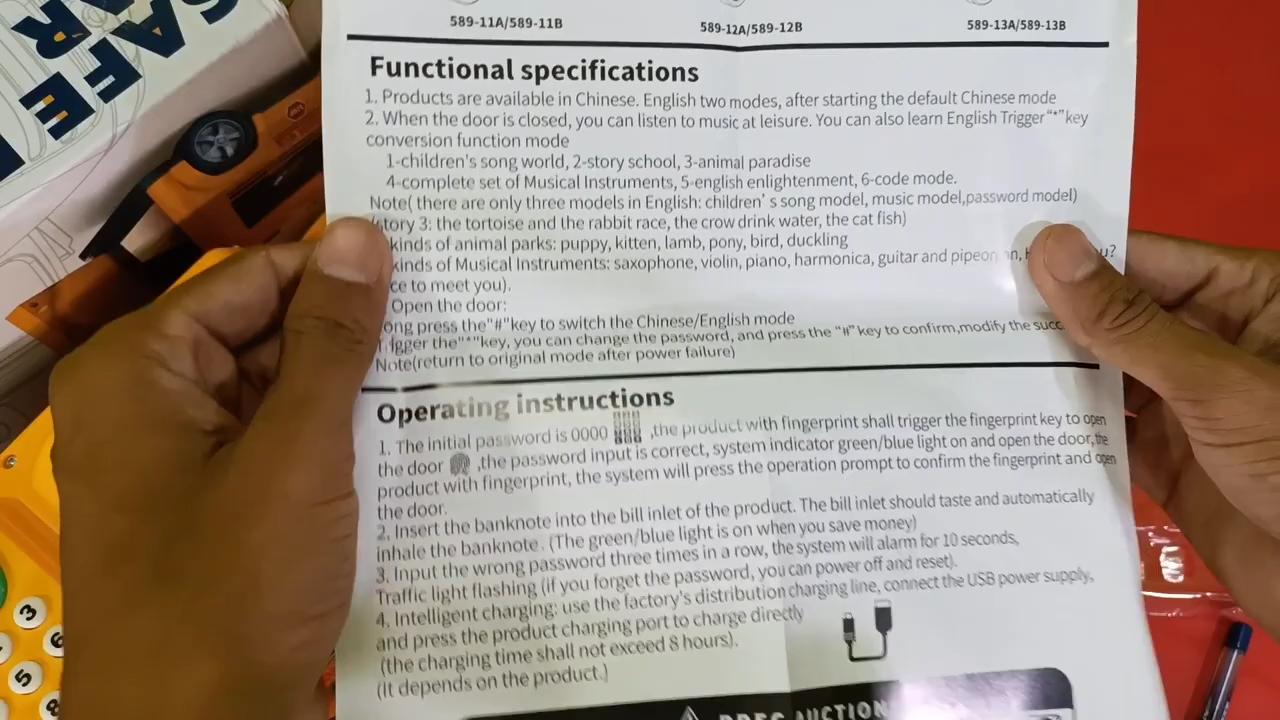 SAFE
589-11A/589-11B
589-12A/589-12B
589-13A/589-13B
Functional specifications
1. Products are available in Chinese. English two modes, after starting the default Chinese mode
2. When the door is closed, you can listen to music at leisure. You can also learn English Trigger"*"key
conversion function mode
1-children's song world, 2-story school, 3-animal paradise
4-complete set of Musical Instruments, 5-english enlightenment, 6-code mode.
Note( there are only three models in English: children's song model, music model,password model)
3: the tortoise and the rabbit race, the crow drink water, the cat fish)
kinds of animal parks: puppy, kitten, lamb, pony, bird, duckling
kinds of Musical Instruments: saxophone, violin, piano, harmonica, guitar and
to meet you).
Open the door:
press the"#"key to switch the Chinese/English mode
the"*"key, you can change the password, and press the "#" key to confirm,modify the
Note(return to original mode after power failure)
Operating instructions
1. The initial password is 0000 ,the product with fingerprint shall trigger the fingerprint key to open
the door ,the password input is correct, system indicator green/blue light on and open the door,the
product with fingerprint, the system will press the operation prompt to confirm the fingerprint and open
the door.
2. Insert the banknote into the bill inlet of the product. The bill inlet should taste and automatically
inhale the banknote. (The green/blue light is on when you save money)
3. Input the wrong password three times in a row, the system will alarm for 10 seconds,
Traffic light flashing (if you forget the password, you can power off and reset).
4. Intelligent charging: use the factory's distribution charging line, connect the USB power supply,
and press the product charging port to charge directly
(the charging time shall not exceed 8 hours).
(It depends on the product.)
3
6
5
8